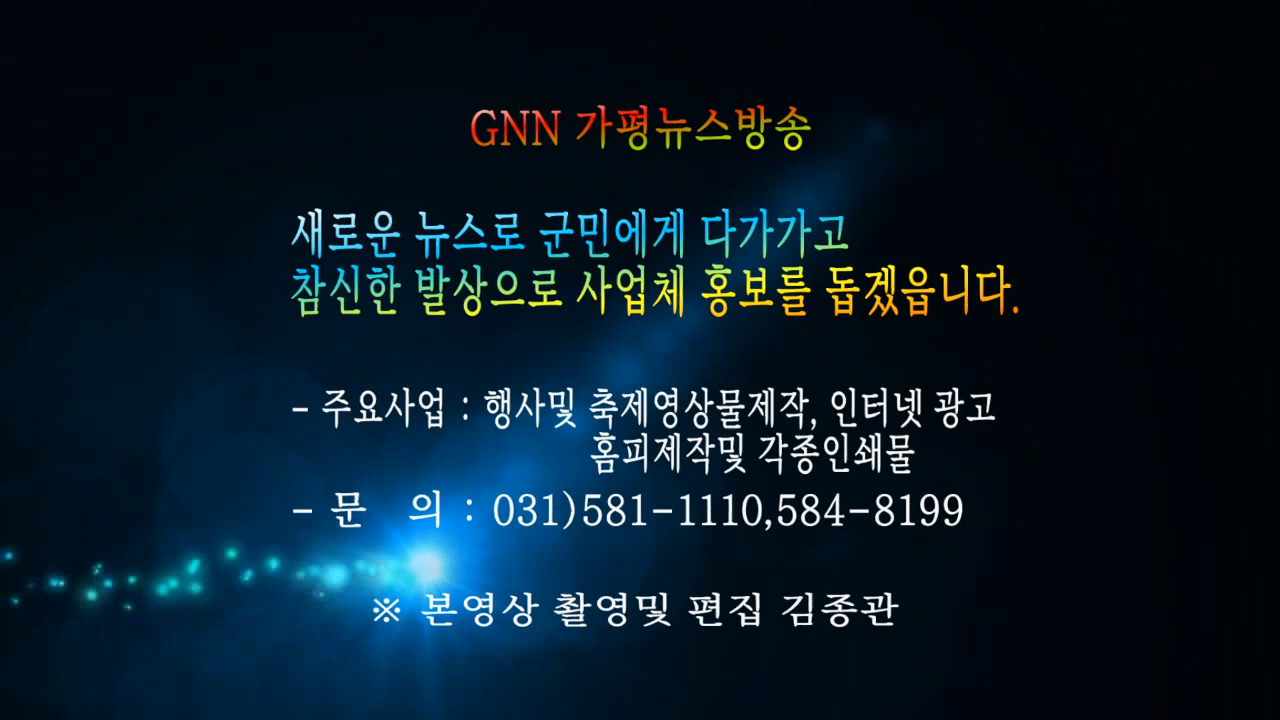 GNN 가평뉴스방송
새로운 뉴스로 군민에게 다가가고
참신한 발상으로 사업체 홍보를 돕겠읍니다.
- 주요사업 : 행사및 축제영상물제작, 인터넷 광고
홈피제작및 각종인쇄물
- 문 의 : 031)581-1110,584-8199
※ 본영상 촬영및 편집 김종관